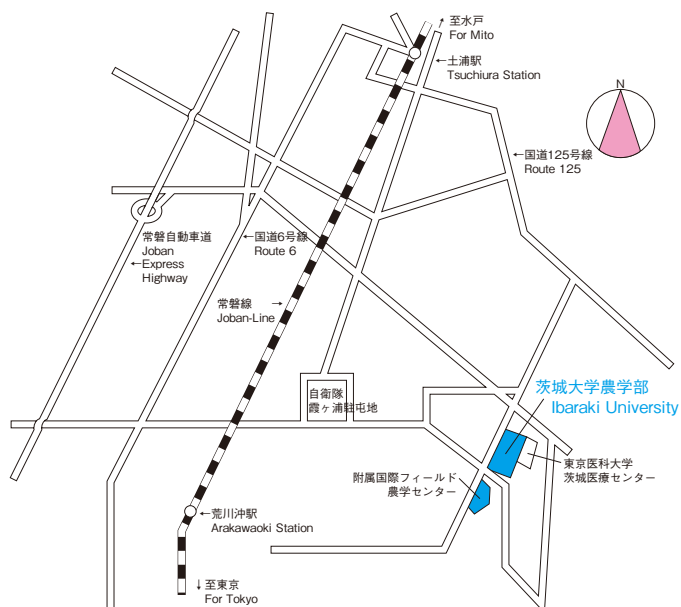 ↗
至水戸
For Mito
←土浦駅
Tsuchiura Station
N
←国道125号線
Route 125
常磐自動車道
Joban
←Express
Highway
←国道6号線
Route 6
常磐線 →
Joban-Line
自衛隊
霞ヶ浦駐屯地
茨城大学農学部
Ibaraki University
東京医科大学
茨城医療センター
附属国際フィールド
農学センター
←荒川沖駅
Arakawaoki Station
↓至東京
For Tokyo